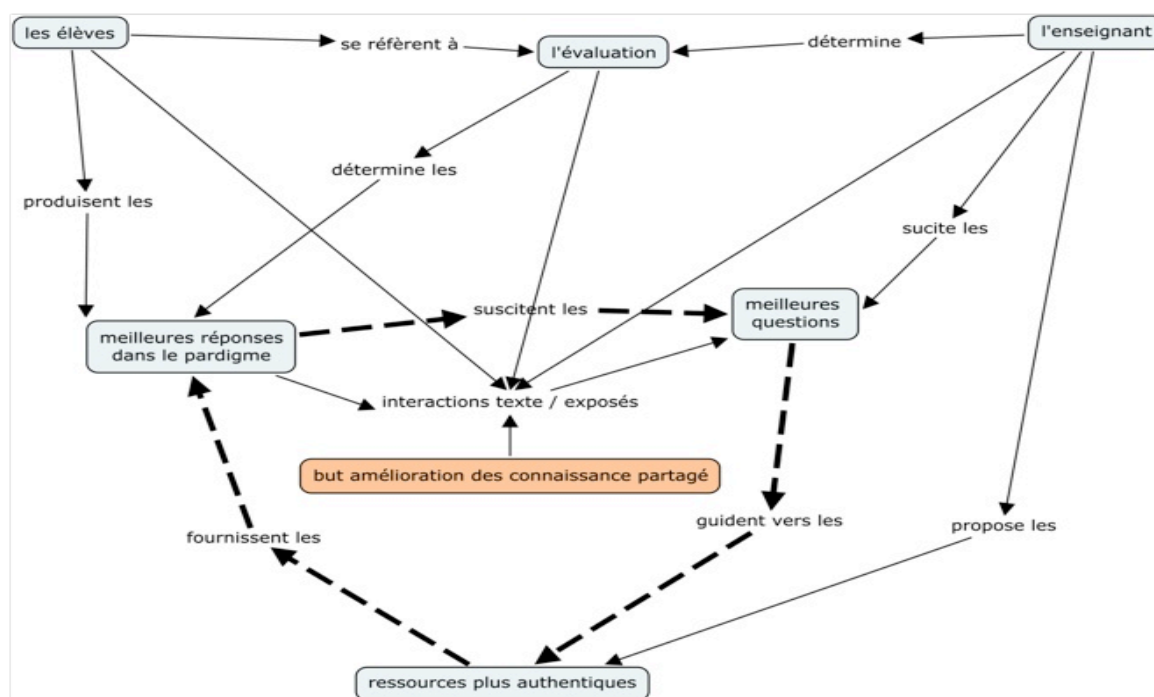 les élèves
se réfèrent à
l'évaluation
détermine
l'enseignant
détermine les
produisent les
sucite les
suscitent les
meilleures
questions
meilleures réponses
dans le pardigme
interactions texte / exposés
but amélioration des connaissance partagé
guident vers les
propose les
fournissent les
ressources plus authentiques